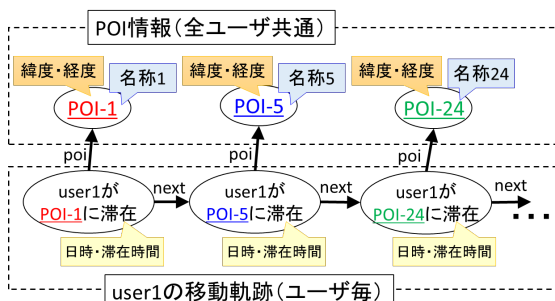 POI情報(全ユーザ共通)
緯度・経度 名称1 緯度・経度 名称5 緯度・経度 名称24
POI-1 POI-5 POI-24
poi poi poi
user1が next user1が next user1が next
POI-1に滞在 POI-5に滞在 POI-24に滞在 ...
日時・滞在時間 日時・滞在時間 日時・滞在時間
user1の移動軌跡(ユーザ毎)